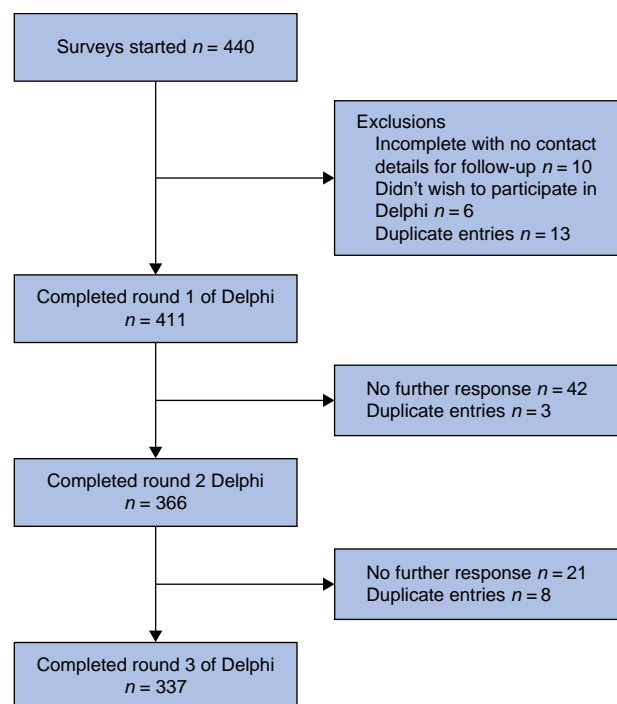 Surveys started n = 440
Exclusions
Incomplete with no contact
details for follow-up n = 10
Didn't wish to participate in
Delphi n = 6
Duplicate entries n = 13
Completed round 1 of Delphi
n = 411
No further response n = 42
Duplicate entries n = 3
Completed round 2 Delphi
n = 366
No further response n = 21
Duplicate entries n = 8
Completed round 3 of Delphi
n = 337